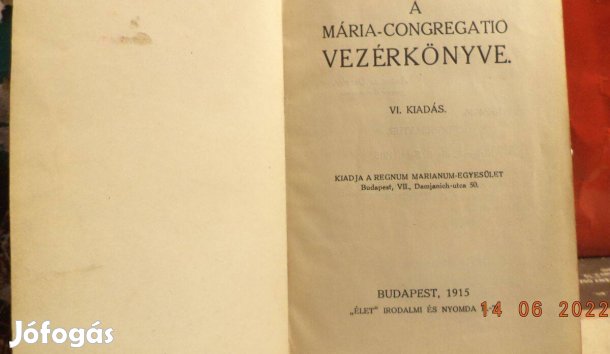 A
MÁRIA-CONGREGATIO
VEZÉRKÖNYVE.
VI. KIADÁS.
KIADJA A REGNUM MARIANUM-EGYESÜLET
Budapest, VII., Damjanich-utca 50.
BUDAPEST, 1915
„ÉLET" IRODALMI ÉS NYOMDA
14 06 2022
Jófogás